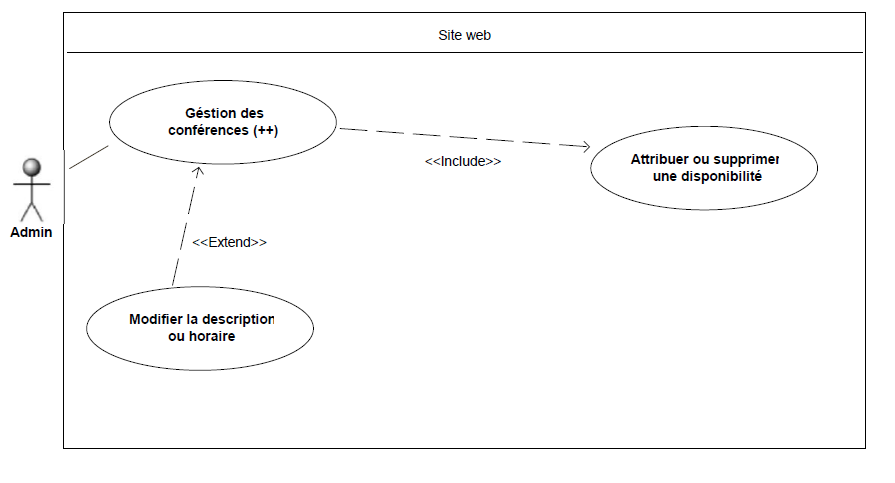 Site web
Géstion des
conférences (++)
<<Include>>
Attribuer ou supprimer
une disponibilité
Admin
<<Extend>>
Modifier la description
ou horaire